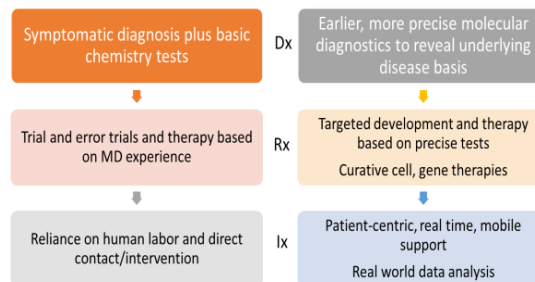 Symptomatic diagnosis plus basic
chemistry tests
Dx
Earlier, more precise molecular
diagnostics to reveal underlying
disease basis
Trial and error trials and therapy based
on MD experience
Rx
Targeted development and therapy
based on precise tests
Curative cell, gene therapies
Reliance on human labor and direct
contact/intervention
Ix
Patient-centric, real time, mobile
support
Real world data analysis